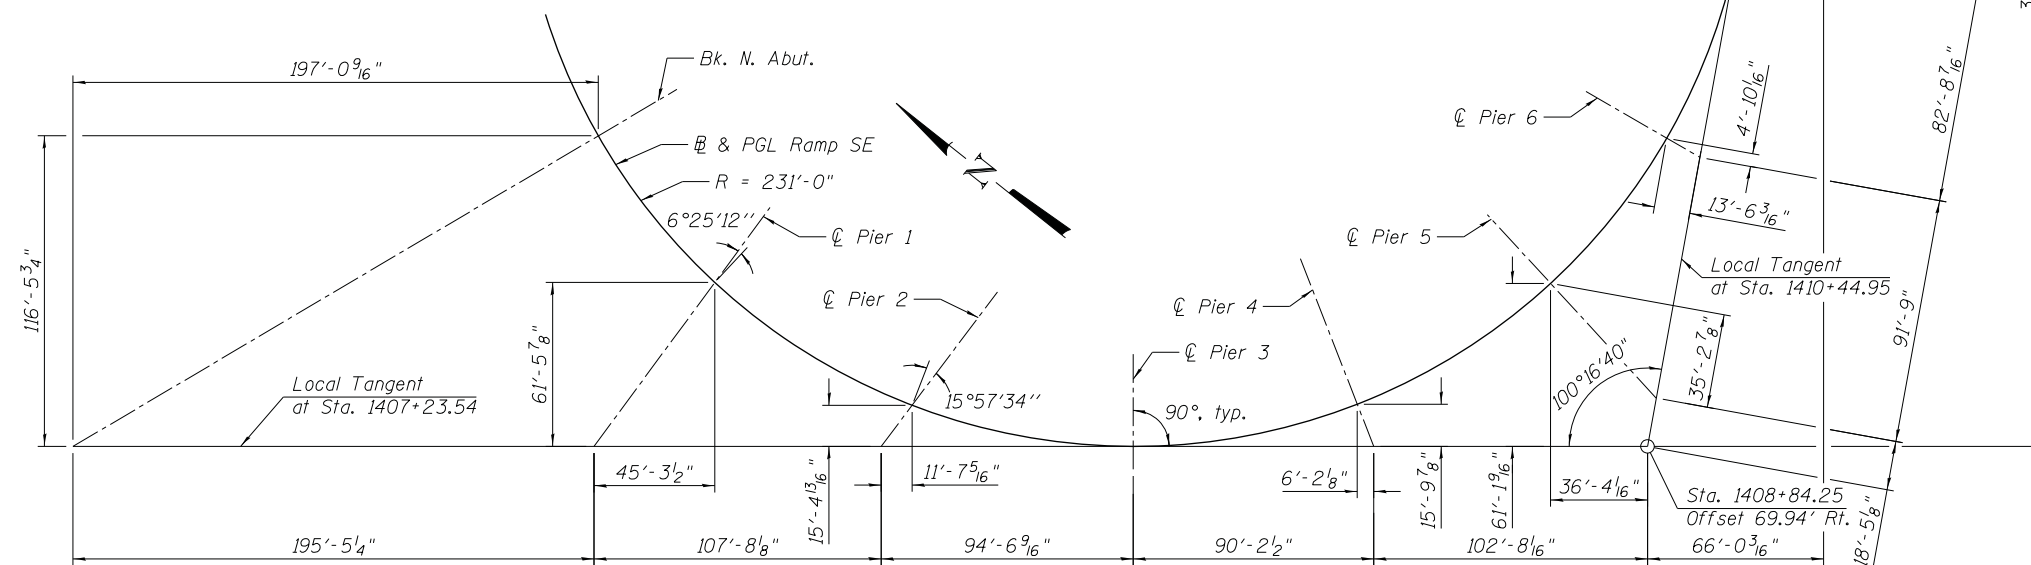 197'-0 9/16"
Bk. N. Abut.
℄ Pier 6
4'-10 1/16"
82'-8 7/16"
B̲L & PGL Ramp SE
R = 231'-0"
6°25'12''
13'-6 3/16"
℄ Pier 1
℄ Pier 5
N
116'-5 3/4"
Local Tangent
at Sta. 1410+44.95
℄ Pier 2
℄ Pier 4
91'-9"
61'-5 7/8"
℄ Pier 3
35'-2 7/8"
100°16'40''
Local Tangent
at Sta. 1407+23.54
15°57'34''
90°, typ.
45'-3 1/2"
15'-4 13/16"
11'-7 5/16"
6'-2 1/8"
15'-9 7/8"
61'-1 9/16"
36'-4 1/16"
Sta. 1408+84.25
Offset 69.94' Rt.
18'-5 1/8"
195'-5 1/4"
107'-8 1/8"
94'-6 9/16"
90'-2 1/2"
102'-8 1/16"
66'-0 3/16"